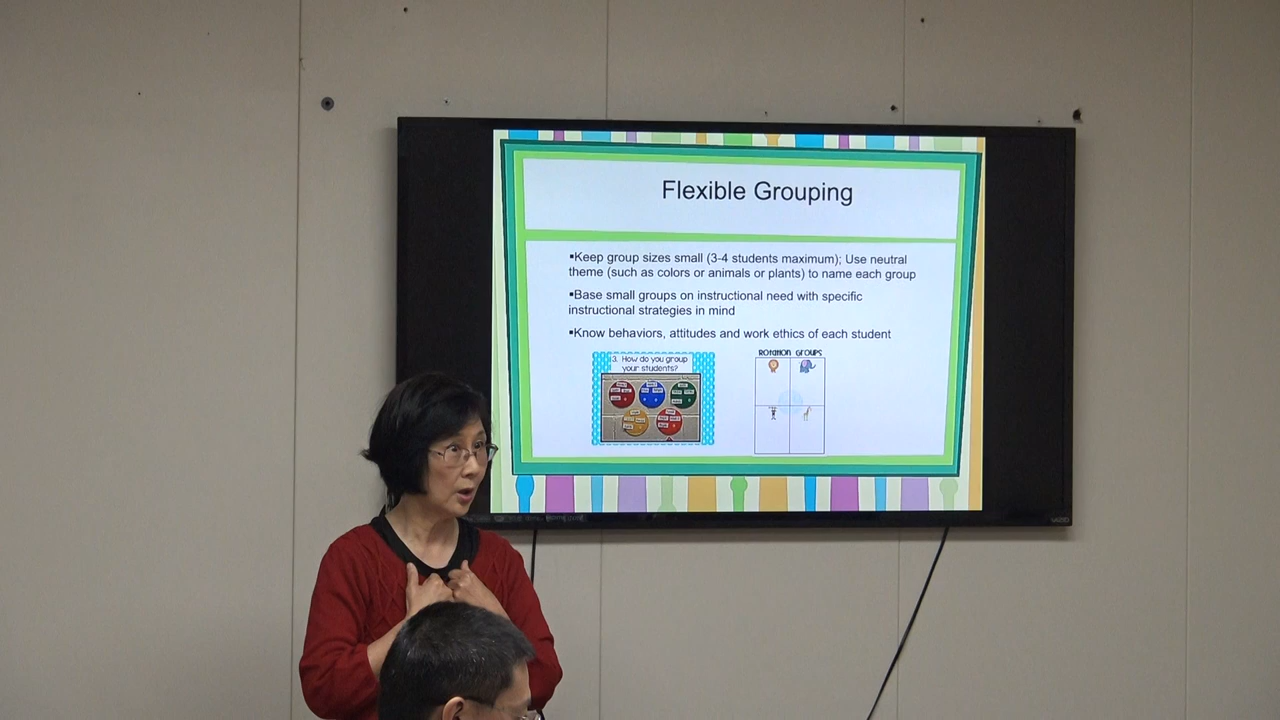 Flexible Grouping
▪Keep group sizes small (3-4 students maximum); Use neutral
theme (such as colors or animals or plants) to name each group
▪Base small groups on instructional need with specific
instructional strategies in mind
▪Know behaviors, attitudes and work ethics of each student
3. How do you group
your students?
Rotation Groups
VIZIO